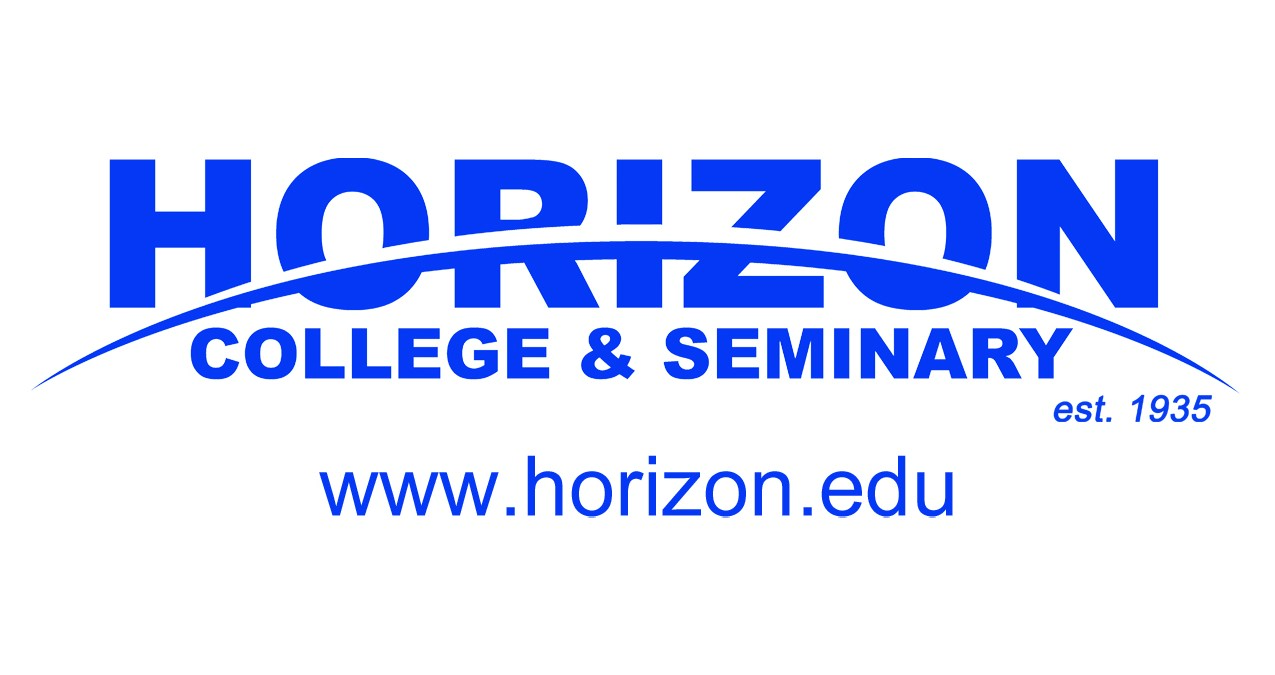 HORIZON
COLLEGE & SEMINARY
est. 1935
www.horizon.edu